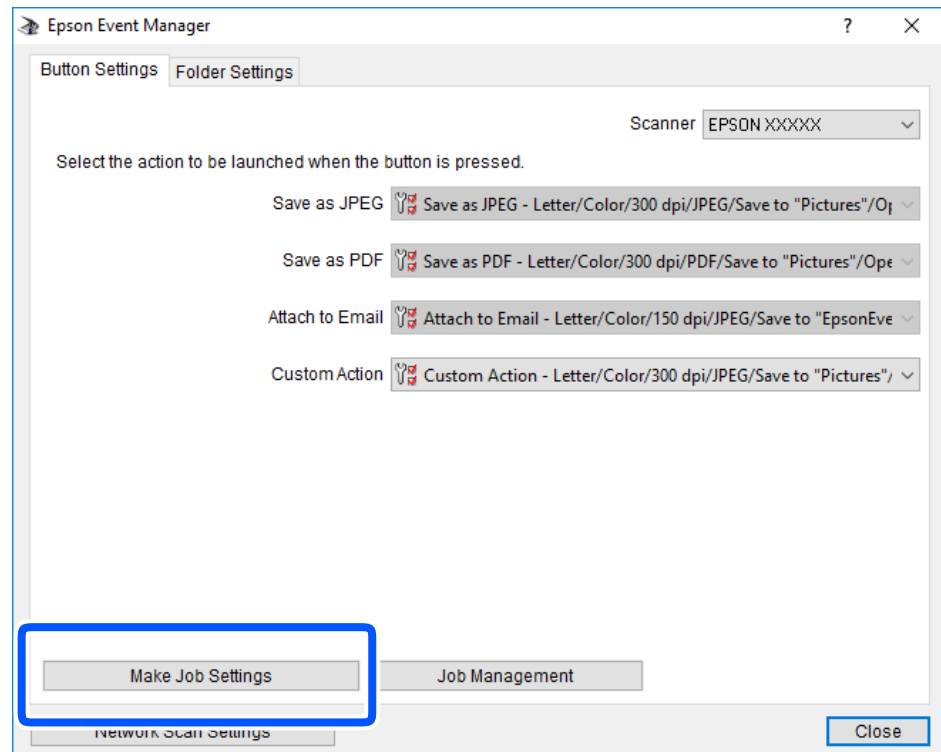 Epson Event Manager
Button Settings Folder Settings
Scanner EPSON XXXXX
Select the action to be launched when the button is pressed.
Save as JPEG Save as JPEG - Letter/Color/300 dpi/JPEG/Save to "Pictures"/Op
Save as PDF Save as PDF - Letter/Color/300 dpi/PDF/Save to "Pictures"/Ope
Attach to Email Attach to Email - Letter/Color/150 dpi/JPEG/Save to "EpsonEve
Custom Action Custom Action - Letter/Color/300 dpi/JPEG/Save to "Pictures"/
Make Job Settings Job Management
Network Scan Settings Close